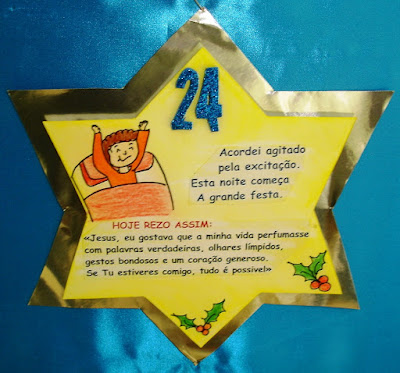 24
Acordei agitado
pela excitação.
Esta noite começa
A grande festa.
HOJE REZO ASSIM:
«Jesus, eu gostava que a minha vida perfumasse
com palavras verdadeiras, olhares límpidos,
gestos bondosos e um coração generoso.
Se Tu estiveres comigo, tudo é possível»